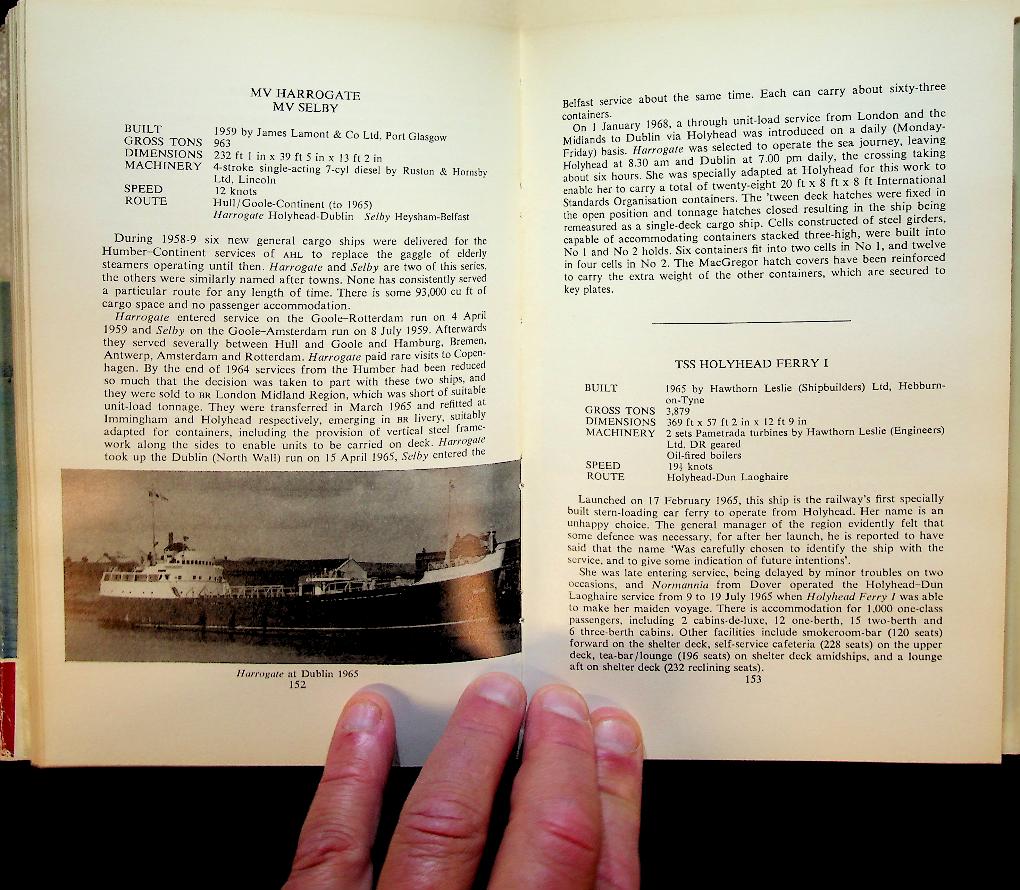 MV HARROGATE
MV SELBY
BUILT 1959 by James Lamont & Co Ltd, Port Glasgow
GROSS TONS 963
DIMENSIONS 232 ft 1 in x 39 ft 5 in x 13 ft 2 in
MACHINERY 4-stroke single-acting 7-cyl diesel by Ruston & Hornsby
Ltd, Lincoln
SPEED 12 knots
ROUTE Hull/Goole-Continent (to 1965)
Harrogate Holyhead-Dublin Selby Heysham-Belfast
During 1958-9 six new general cargo ships were delivered for the
Humber-Continent services of AHL to replace the gaggle of elderly
steamers operating until then. Harrogate and Selby are two of this series,
the others were similarly named after towns. None has consistently served
a particular route for any length of time. There is some 93,000 cu ft of
cargo space and no passenger accommodation.
Harrogate entered service on the Goole–Rotterdam run on 4 April
1959 and Selby on the Goole–Amsterdam run on 8 July 1959. Afterwards
they served severally between Hull and Goole and Hamburg, Bremen,
Antwerp, Amsterdam and Rotterdam. Harrogate paid rare visits to Copen-
hagen. By the end of 1964 services from the Humber had been reduced
so much that the decision was taken to part with these two ships, and
they were sold to BR London Midland Region, which was short of suitable
unit-load tonnage. They were transferred in March 1965 and refitted at
Immingham and Holyhead respectively, emerging in BR livery, suitably
adapted for containers, including the provision of vertical steel frame-
work along the sides to enable units to be carried on deck. Harrogate
took up the Dublin (North Wall) run on 15 April 1965, Selby entered the
Harrogate at Dublin 1965
152
Belfast service about the same time. Each can carry about sixty-three
containers.
On 1 January 1968, a through unit-load service from London and the
Midlands to Dublin via Holyhead was introduced on a daily (Monday-
Friday) basis. Harrogate was selected to operate the sea journey, leaving
Holyhead at 8.30 am and Dublin at 7.00 pm daily, the crossing taking
about six hours. She was specially adapted at Holyhead for this work to
enable her to carry a total of twenty-eight 20 ft x 8 ft x 8 ft International
Standards Organisation containers. The 'tween deck hatches were fixed in
the open position and tonnage hatches closed resulting in the ship being
remeasured as a single-deck cargo ship. Cells constructed of steel girders,
capable of accommodating containers stacked three-high, were built into
No 1 and No 2 holds. Six containers fit into two cells in No 1, and twelve
in four cells in No 2. The MacGregor hatch covers have been reinforced
to carry the extra weight of the other containers, which are secured to
key plates.
TSS HOLYHEAD FERRY I
BUILT 1965 by Hawthorn Leslie (Shipbuilders) Ltd, Hebburn-
on-Tyne
GROSS TONS 3,879
DIMENSIONS 369 ft x 57 ft 2 in x 12 ft 9 in
MACHINERY 2 sets Pametrada turbines by Hawthorn Leslie (Engineers)
Ltd, DR geared
Oil-fired boilers
SPEED 19½ knots
ROUTE Holyhead-Dun Laoghaire
Launched on 17 February 1965, this ship is the railway's first specially
built stern-loading car ferry to operate from Holyhead. Her name is an
unhappy choice. The general manager of the region evidently felt that
some defence was necessary, for after her launch, he is reported to have
said that the name 'Was carefully chosen to identify the ship with the
service, and to give some indication of future intentions'.
She was late entering service, being delayed by minor troubles on two
occasions, and Normannia from Dover operated the Holyhead–Dun
Laoghaire service from 9 to 19 July 1965 when Holyhead Ferry I was able
to make her maiden voyage. There is accommodation for 1,000 one-class
passengers, including 2 cabins-de-luxe, 12 one-berth, 15 two-berth and
6 three-berth cabins. Other facilities include smokeroom-bar (120 seats)
forward on the shelter deck, self-service cafeteria (228 seats) on the upper
deck, tea-bar/lounge (196 seats) on shelter deck amidships, and a lounge
aft on shelter deck (232 reclining seats).
153